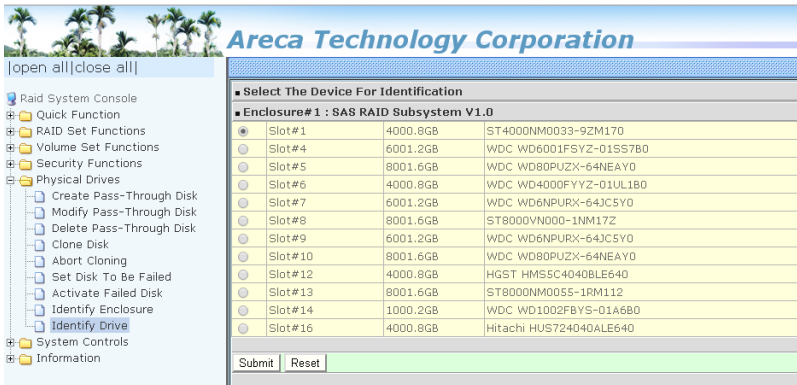 Areca Technology Corporation
|open all|close all|
Raid System Console
Quick Function
RAID Set Functions
Volume Set Functions
Security Functions
Physical Drives
Create Pass-Through Disk
Modify Pass-Through Disk
Delete Pass-Through Disk
Clone Disk
Abort Cloning
Set Disk To Be Failed
Activate Failed Disk
Identify Enclosure
Identify Drive
System Controls
Information
Select The Device For Identification
Enclosure#1 : SAS RAID Subsystem V1.0
Slot#1 4000.8GB ST4000NM0033-9ZM170
Slot#4 6001.2GB WDC WD6001FSYZ-01SS7B0
Slot#5 8001.6GB WDC WD80PUZX-64NEAY0
Slot#6 4000.8GB WDC WD4000FYYZ-01UL1B0
Slot#7 6001.2GB WDC WD6NPURX-64JC5Y0
Slot#8 8001.6GB ST8000VN000-1NM17Z
Slot#9 6001.2GB WDC WD6NPURX-64JC5Y0
Slot#10 8001.6GB WDC WD80PUZX-64NEAY0
Slot#12 4000.8GB HGST HMS5C4040BLE640
Slot#13 8001.6GB ST8000NM0055-1RM112
Slot#14 1000.2GB WDC WD1002FBYS-01A6B0
Slot#16 4000.8GB Hitachi HUS724040ALE640
Submit Reset